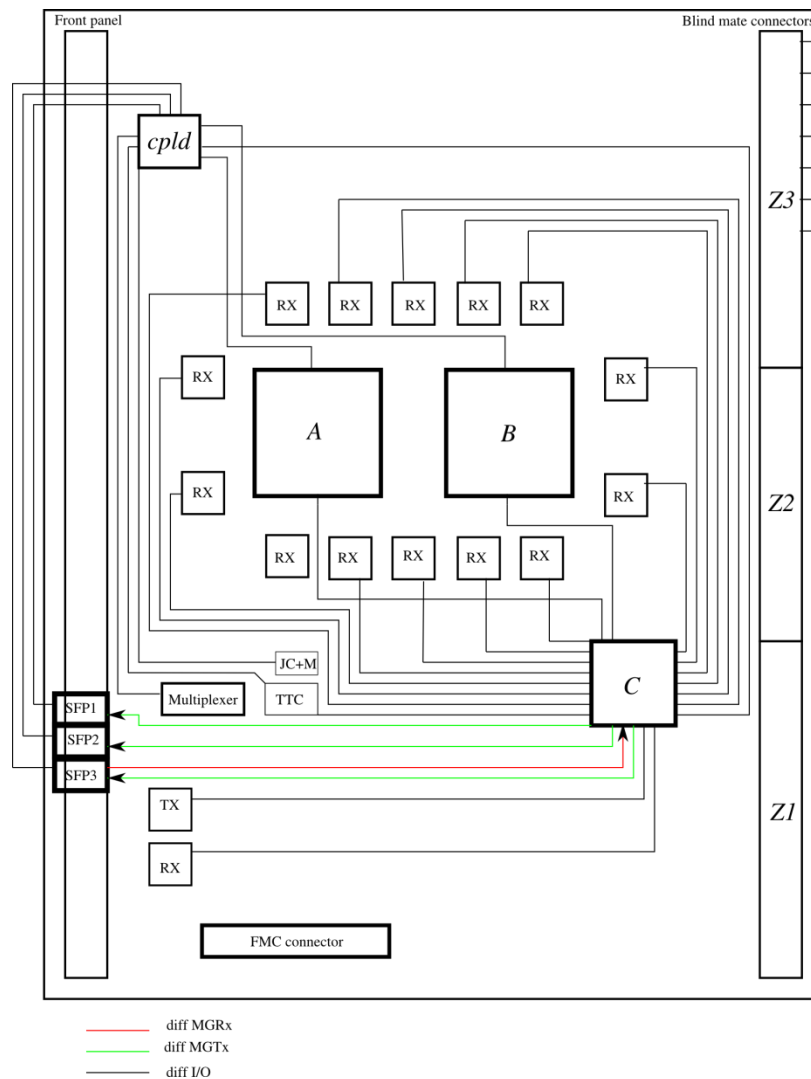 Front panel
Blind mate connectors
cpld
Z3
RX RX RX RX RX
RX
RX
A
B
RX
RX
Z2
RX RX RX RX RX
JC+M
C
Multiplexer
TTC
SFP1
SFP2
SFP3
Z1
TX
RX
FMC connector
diff MGRx
diff MGTx
diff I/O